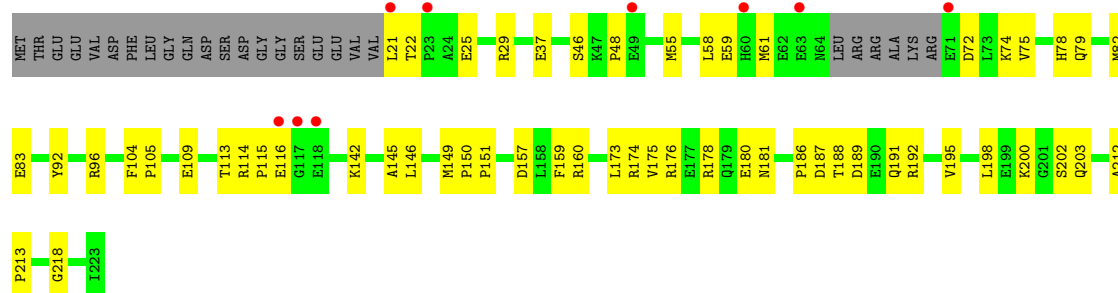 MET THR GLU GLU VAL ASP PHE LEU GLY GLN ASP SER ASP GLY GLY SER GLU GLU VAL VAL L21 T22 P23 A24 E25 R29 E37 S46 K47 P48 E49 M55 L58 E59 H60 M61 E62 E63 N64 LEU ARG ARG ALA LYS ARG E71 D72 L73 K74 V75 H78 Q79 M82
E83 Y92 R96 F104 P105 E109 T113 R114 P115 E116 G117 E118 K142 A145 L146 M149 P150 P151 D157 L158 F159 R160 L173 R174 V175 R176 E177 R178 Q179 E180 N181 P186 D187 T188 D189 E190 Q191 R192 V195 L198 E199 K200 G201 S202 Q203 A212
P213 G218 I223